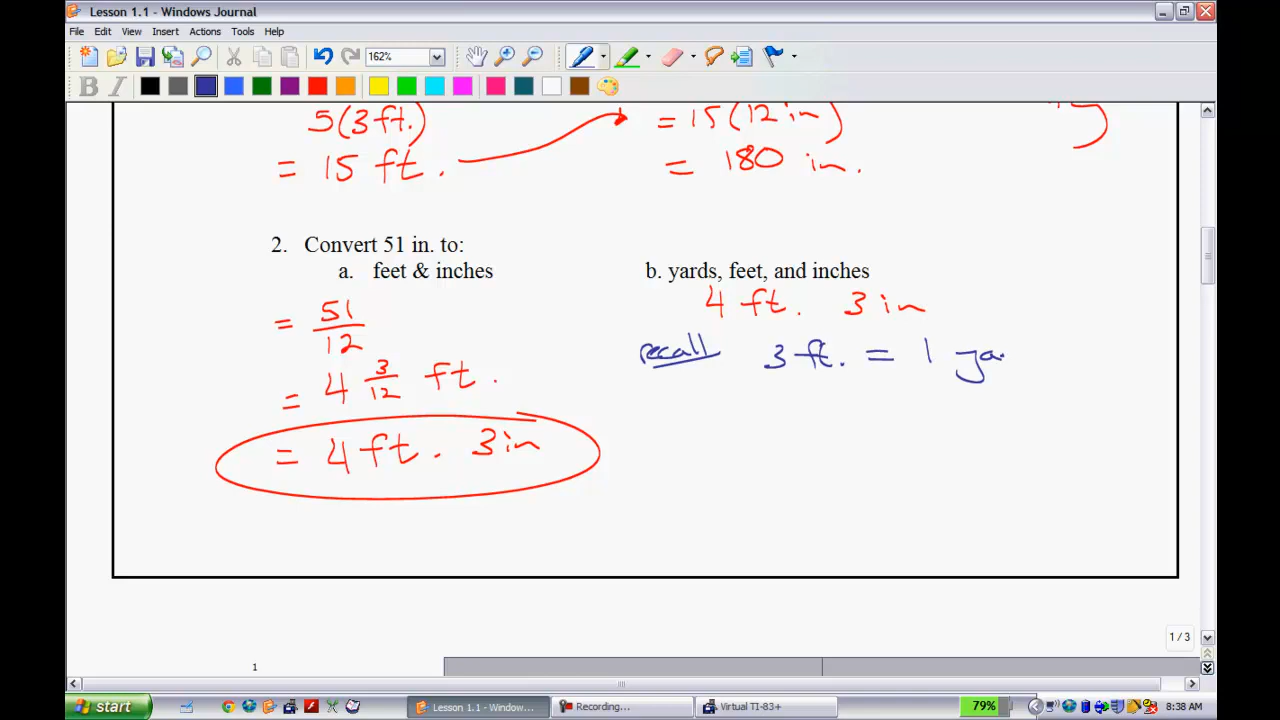 Lesson 1.1 - Windows Journal
File Edit View Insert Actions Tools Help
162%
B I
5(3ft.)
= 15 ft.
= 15(12 in)
= 180 in.
2. Convert 51 in. to:
a. feet & inches
= 51/12
= 4 3/12 ft.
= 4 ft. 3 in
b. yards, feet, and inches
4 ft. 3 in
recall 3 ft. = 1 ya
1 / 3
1
start Lesson 1.1 - Window... Recording... Virtual TI-83+ 79% 8:38 AM